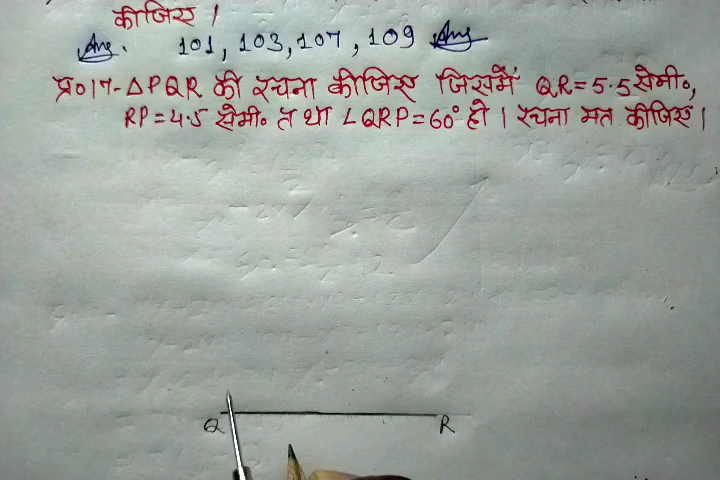 कीजिए।
Ans. 101, 103, 107, 109 Ans
प्र०17- ΔPQR की रचना कीजिए जिसमें QR=5.5 सेमी०,
RP=4.5 सेमी० तथा ∠QRP=60° हो। रचना मत कीजिए।
Q R